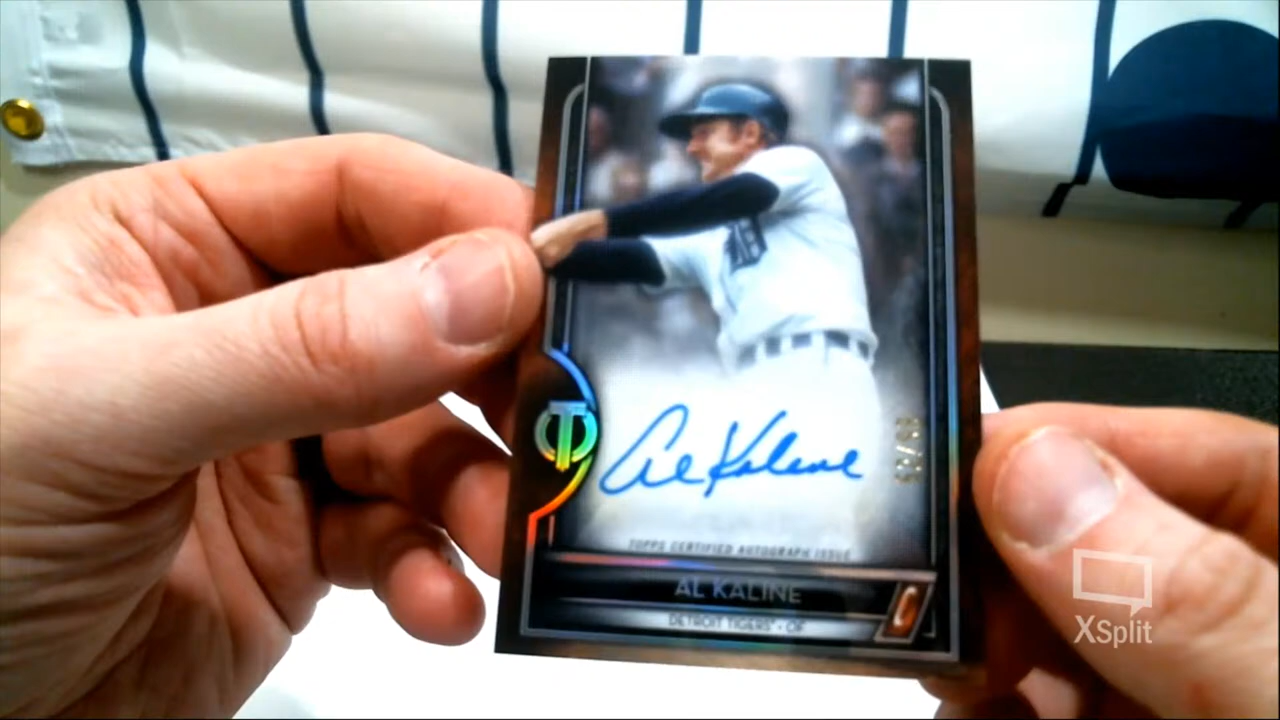 Al Kaline
TOPPS CERTIFIED AUTOGRAPH ISSUE
AL KALINE
DETROIT TIGERS® - OF
XSplit